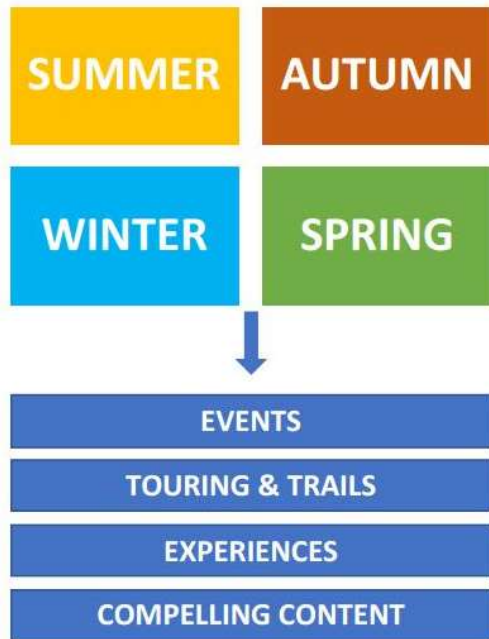 SUMMER
AUTUMN
WINTER
SPRING
EVENTS
TOURING & TRAILS
EXPERIENCES
COMPELLING CONTENT